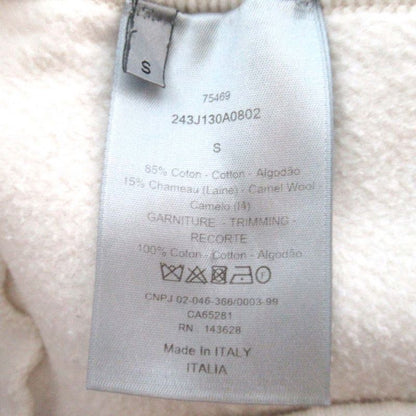 S
75469
243J130A0802
S
85% Coton - Cotton - Algodão
15% Chameau (Laine) - Camel Wool
Camelo (I4)
GARNITURE - TRIMMING -
RECORTE
100% Coton - Cotton - Algodão
CNPJ 02-046-366/0003-99
CA65281
RN 143628
Made In ITALY
ITALIA